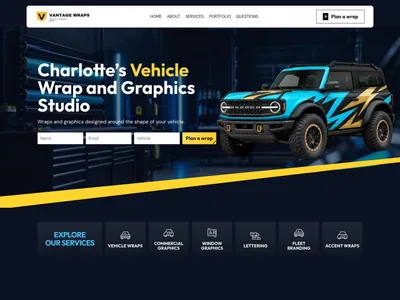 VANTAGE WRAPS
HOME ABOUT SERVICES PORTFOLIO QUESTIONS
Plan a wrap
Charlotte's Vehicle
Wrap and Graphics
Studio
Wraps and graphics designed around the shape of your vehicle.
Name Email Vehicle Plan a wrap
EXPLORE
OUR SERVICES
VEHICLE WRAPS
COMMERCIAL
GRAPHICS
WINDOW
GRAPHICS
LETTERING
FLEET
BRANDING
ACCENT WRAPS